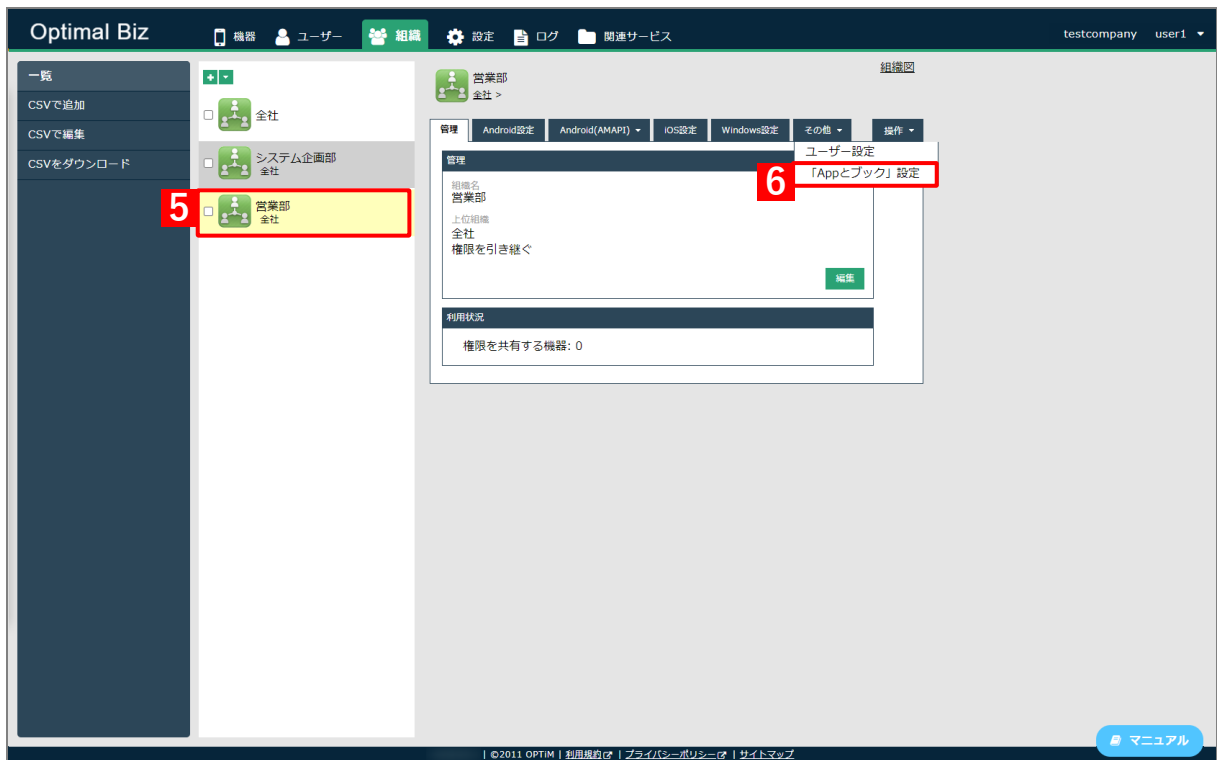 Optimal Biz
機器
ユーザー
組織
設定
ログ
関連サービス
testcompany
user1
一覧
CSVで追加
CSVで編集
CSVをダウンロード
全社
システム企画部
全社
5
営業部
全社
営業部
全社 >
組織図
管理
Android設定
Android(AMAPI)
iOS設定
Windows設定
その他
操作
ユーザー設定
6
「Appとブック」設定
管理
組織名
営業部
上位組織
全社
権限を引き継ぐ
編集
利用状況
権限を共有する機器: 0
マニュアル
| ©2011 OPTiM | 利用規約 | プライバシーポリシー | サイトマップ